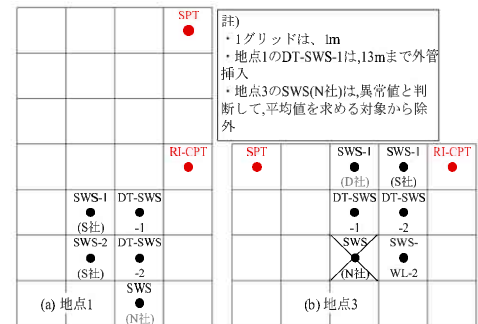 SPT
註)
・1グリッドは、1m
・地点1のDT-SWS-1は,13mまで外管
挿入
・地点3のSWS(N社)は,異常値と判
断して,平均値を求める対象から除
外
RI-CPT
SWS-1
(S社)
DT-SWS
-1
SWS-2
(S社)
DT-SWS
-2
SWS
(N社)
(a) 地点1
SPT
SWS-1
(D社)
SWS-1
(S社)
RI-CPT
DT-SWS
-1
DT-SWS
-2
SWS
(N社)
SWS-
WL-2
(b) 地点3